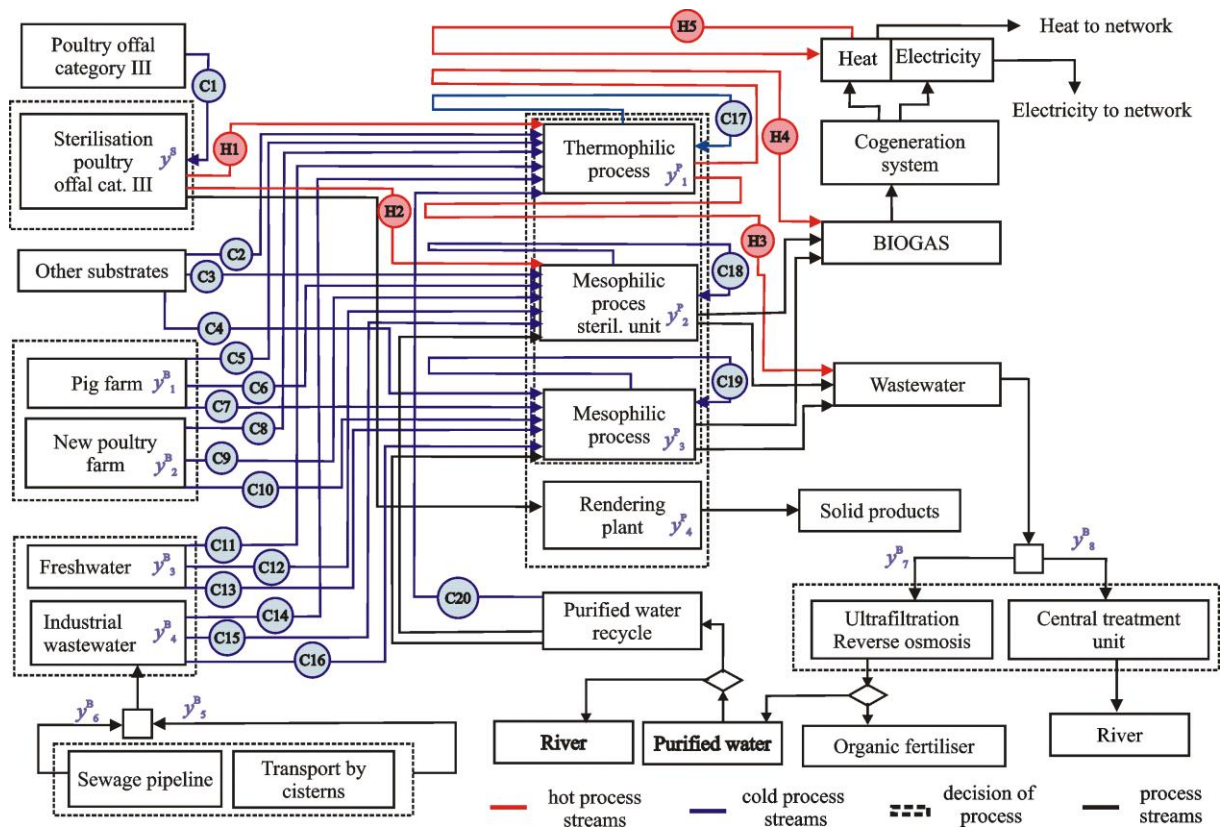 Poultry offal
category III
C1
Sterilisation
poultry
offal cat. III
y^S
H1
H2
Other substrates
C2
C3
C4
Pig farm
y^B_1
C5
C6
C7
New poultry
farm
y^B_2
C8
C9
C10
Freshwater
y^B_3
C11
C12
C13
Industrial
wastewater
y^B_4
C14
C15
C16
y^B_6
y^B_5
Sewage pipeline
Transport by
cisterns
H5
C17
H4
Thermophilic
process
y^P_1
H3
C18
Mesophilic
proces
steril. unit
y^P_2
C19
Mesophilic
process
y^P_3
Rendering
plant
y^P_4
C20
Purified water
recycle
River
Purified water
Heat
Electricity
Heat to network
Electricity to network
Cogeneration
system
BIOGAS
Wastewater
Solid products
y^B_7
y^B_8
Ultrafiltration
Reverse osmosis
Central treatment
unit
Organic fertiliser
River
hot process
streams
cold process
streams
decision of
process
process
streams